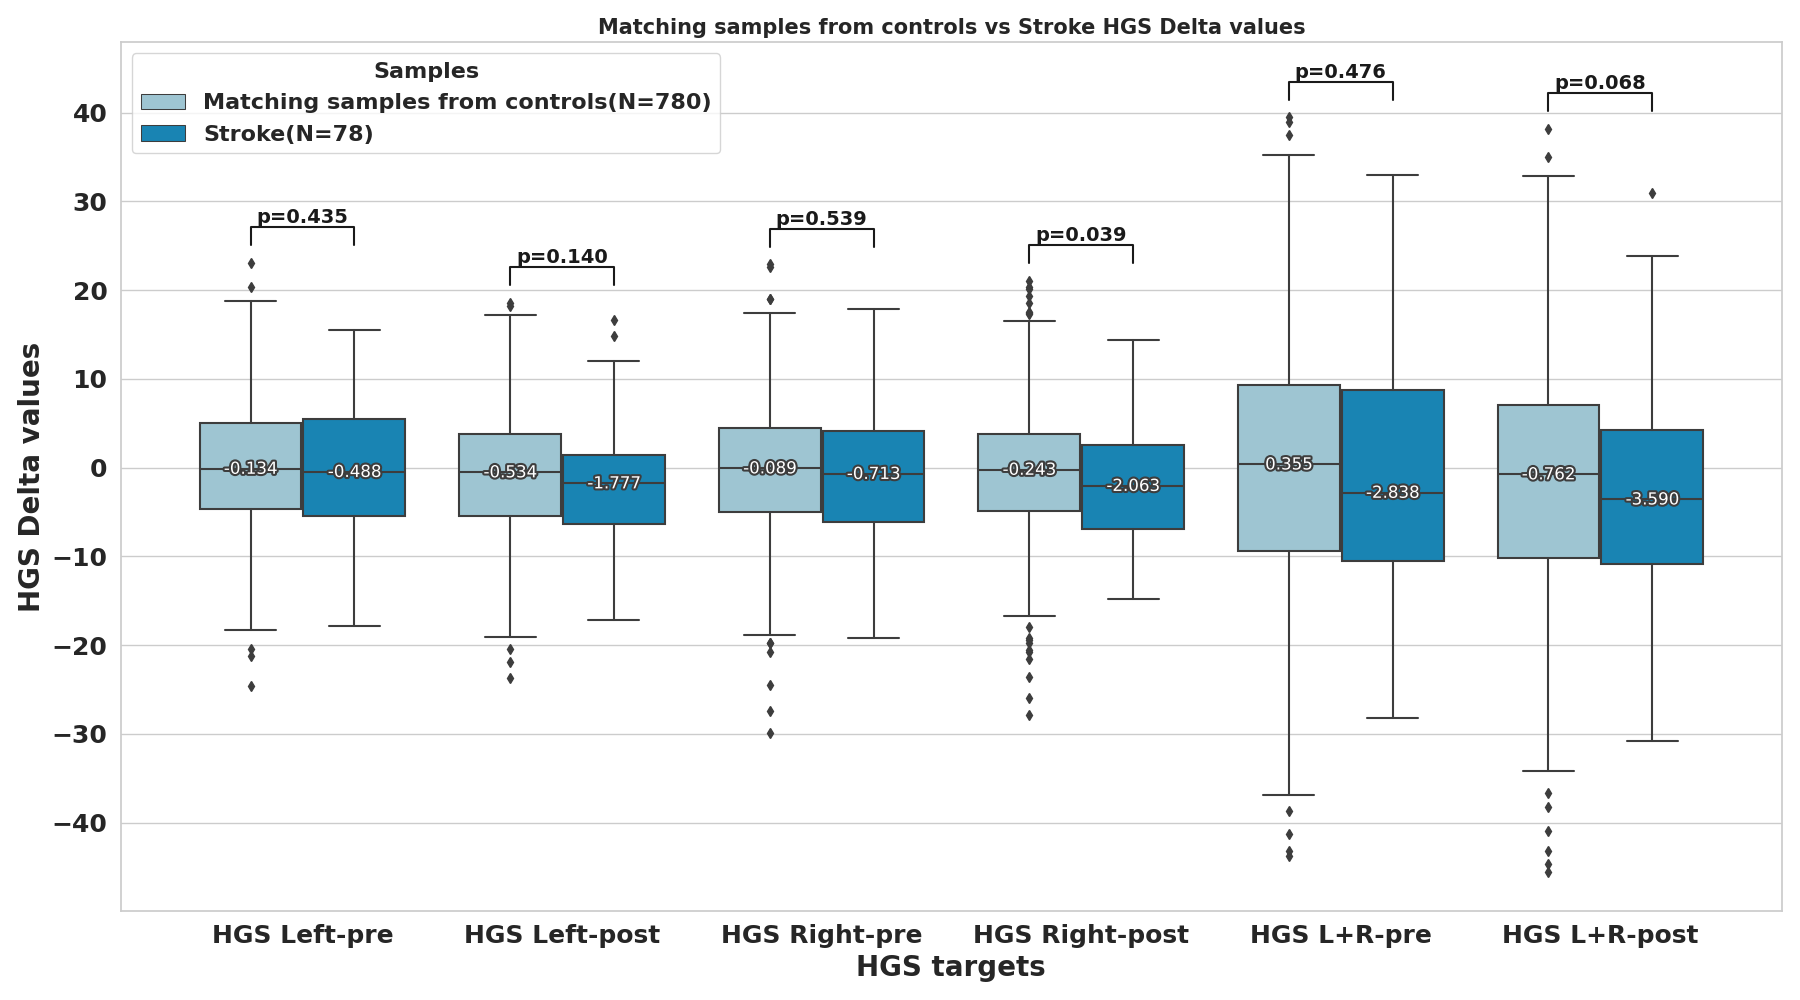 Matching samples from controls vs Stroke HGS Delta values
Samples
Matching samples from controls(N=780)
Stroke(N=78)
p=0.435
p=0.140
p=0.539
p=0.039
p=0.476
p=0.068
HGS Delta values
40
30
20
10
0
−10
−20
−30
−40
-0.134
-0.488
-0.534
-1.777
-0.089
-0.713
-0.243
-2.063
0.355
-2.838
-0.762
-3.590
HGS Left-pre
HGS Left-post
HGS Right-pre
HGS Right-post
HGS L+R-pre
HGS L+R-post
HGS targets